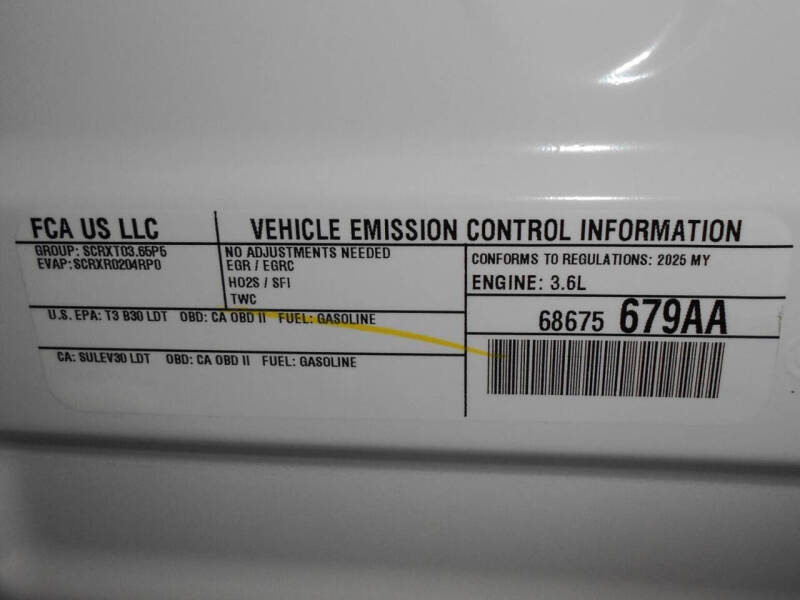 FCA US LLC
VEHICLE EMISSION CONTROL INFORMATION
GROUP: SCRXT03.65P5
EVAP: SCRXR0204RP0
NO ADJUSTMENTS NEEDED
EGR / EGRC
HO2S / SFI
TWC
CONFORMS TO REGULATIONS: 2025 MY
ENGINE: 3.6L
U.S. EPA: T3 B30 LDT OBD: CA OBD II FUEL: GASOLINE
CA: SULEV30 LDT OBD: CA OBD II FUEL: GASOLINE
68675 679AA